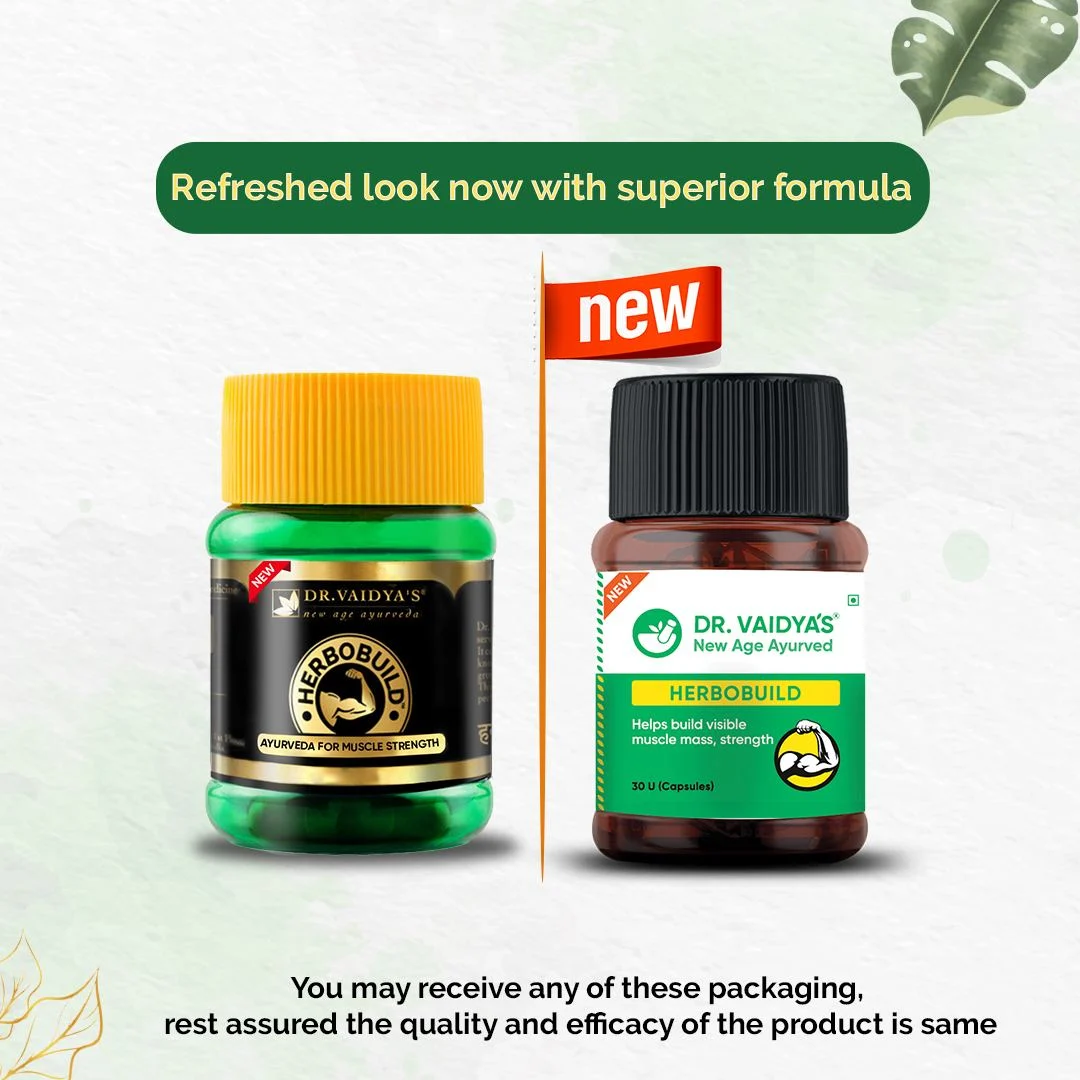 Refreshed look now with superior formula
new
NEW
DR.VAIDYA'S®
new age ayurveda
HERBOBUILD™
AYURVEDA FOR MUSCLE STRENGTH
NEW
DR. VAIDYA'S®
New Age Ayurved
HERBOBUILD
Helps build visible
muscle mass, strength
30 U (Capsules)
You may receive any of these packaging,
rest assured the quality and efficacy of the product is same